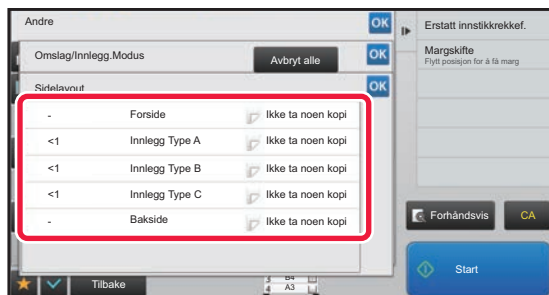 Andre
OK
Omslag/Innlegg.Modus
Avbryt alle
OK
Sidelayout
OK
- Forside Ikke ta noen kopi
<1 Innlegg Type A Ikke ta noen kopi
<1 Innlegg Type B Ikke ta noen kopi
<1 Innlegg Type C Ikke ta noen kopi
- Bakside Ikke ta noen kopi
Tilbake
3 B4
4 A3
Erstatt innstikkrekkef.
Margskifte
Flytt posisjon for å få marg
Forhåndsvis
CA
Start